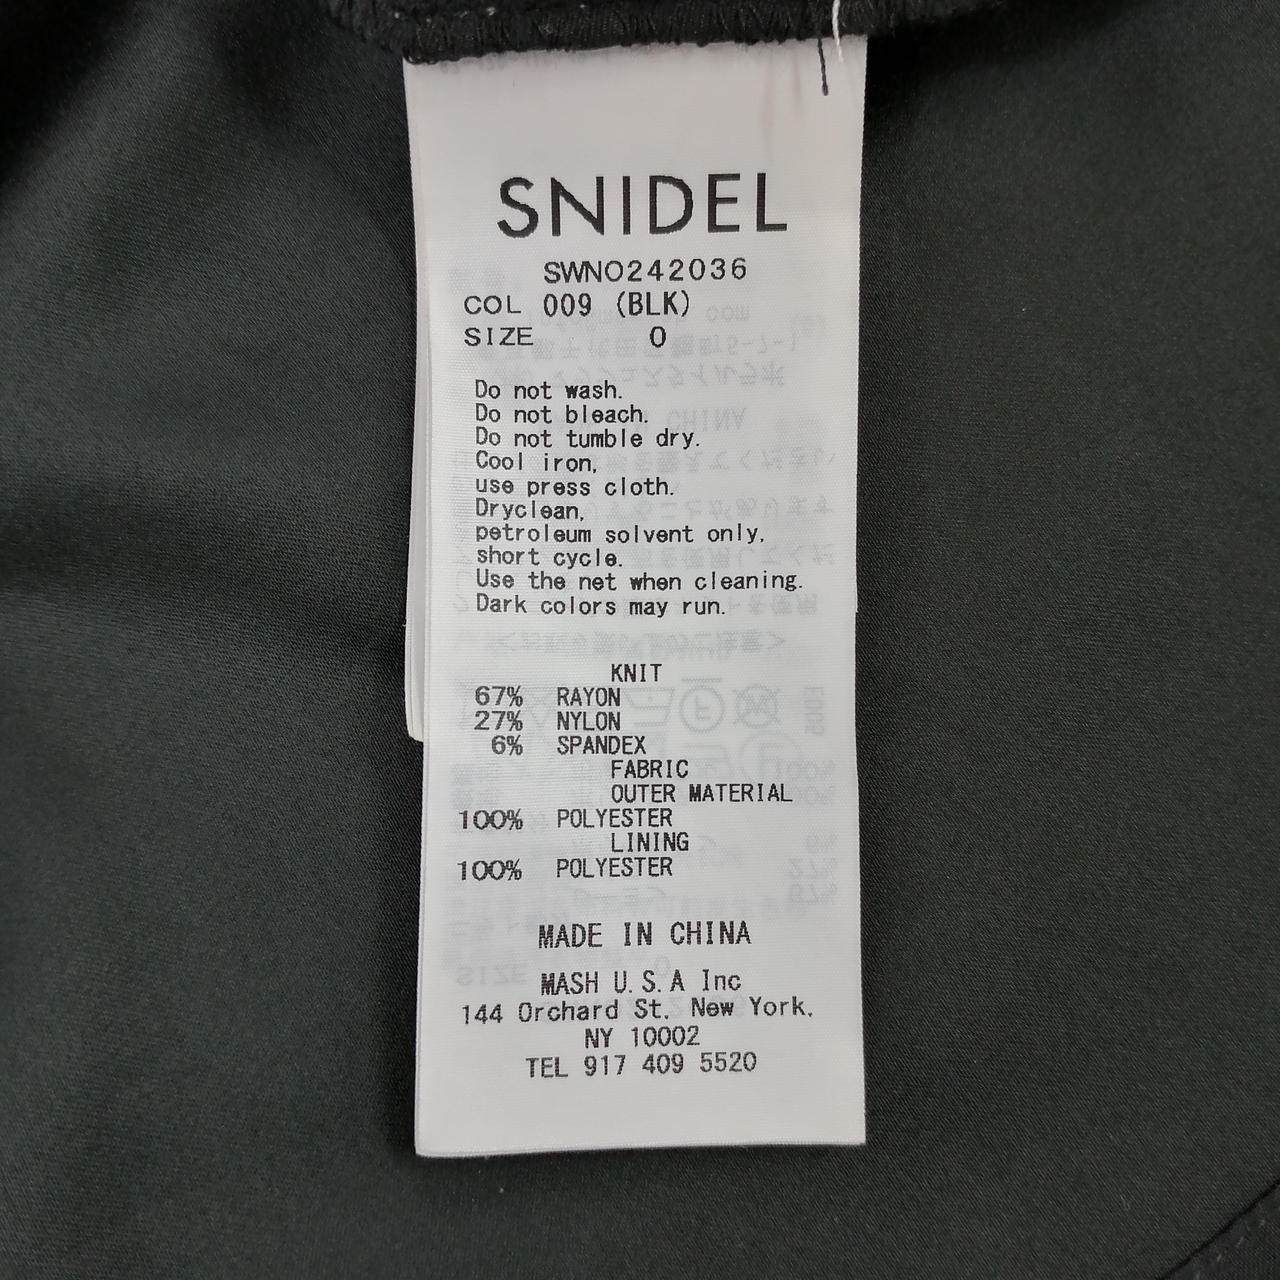 SNIDEL
SWNO242036
COL 009 (BLK)
SIZE 0
Do not wash.
Do not bleach.
Do not tumble dry.
Cool iron,
use press cloth.
Dryclean,
petroleum solvent only,
short cycle.
Use the net when cleaning.
Dark colors may run.
KNIT
67% RAYON
27% NYLON
6% SPANDEX
FABRIC
OUTER MATERIAL
100% POLYESTER
LINING
100% POLYESTER
MADE IN CHINA
MASH U.S.A Inc
144 Orchard St. New York,
NY 10002
TEL 917 409 5520